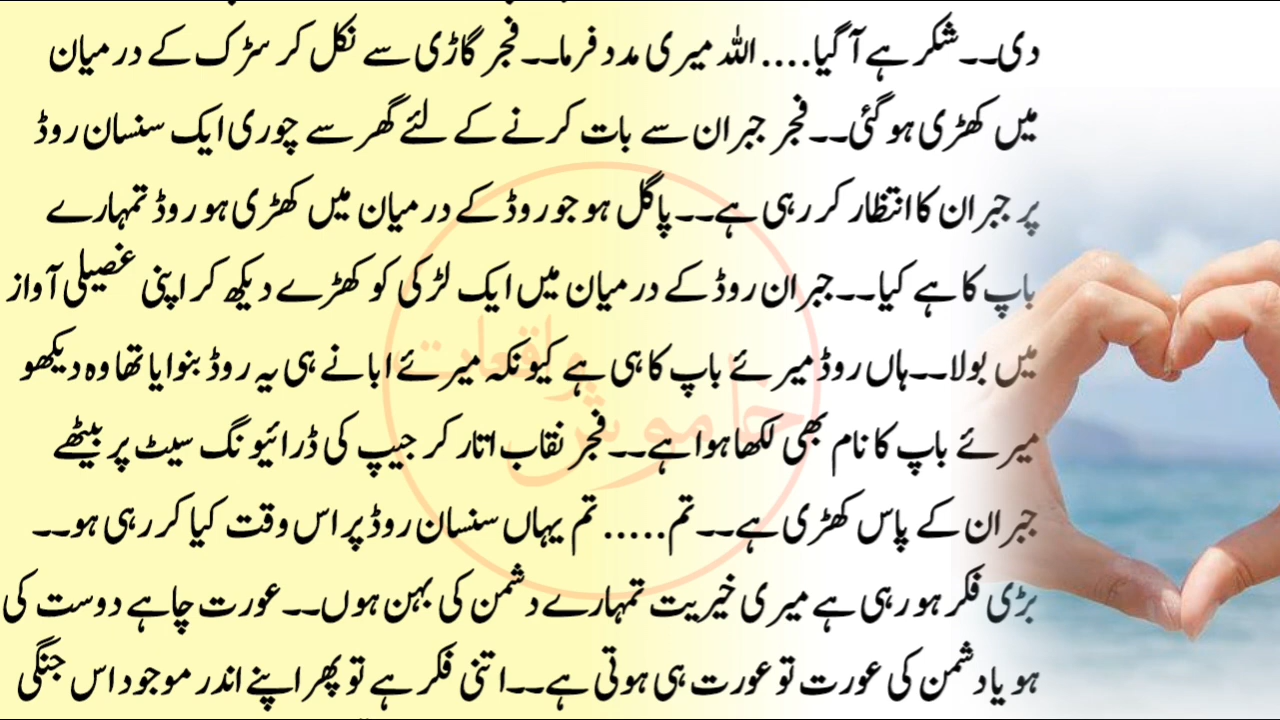 دی۔۔شکر ہے آ گیا.... اللہ میری مدد فرما۔۔فجر گاڑی سے نکل کر سڑک کے درمیان
میں کھڑی ہو گئی۔۔فجر جبران سے بات کرنے کے لئے گھر سے چوری ایک سنسان روڈ
پر جبران کا انتظار کر رہی ہے۔۔پاگل ہو جو روڈ کے درمیان میں کھڑی ہو روڈ تمہارے
باپ کا ہے کیا۔۔جبران روڈ کے درمیان میں ایک لڑکی کو کھڑے دیکھ کر اپنی غصیلی آواز
میں بولا۔۔ہاں روڈ میرے باپ کا ہی ہے کیونکہ میرے ابا نے ہی یہ روڈ بنوایا تھا وہ دیکھو
میرے باپ کا نام بھی لکھا ہوا ہے۔۔فجر نقاب اتار کر جیپ کی ڈرائیونگ سیٹ پر بیٹھے
جبران کے پاس کھڑی ہے۔۔تم..... تم یہاں سنسان روڈ پر اس وقت کیا کر رہی ہو۔۔
بڑی فکر ہو رہی ہے میری خیریت تمہارے دشمن کی بہن ہوں۔۔عورت چاہے دوست کی
ہو یا دشمن کی عورت تو عورت ہی ہوتی ہے۔۔اتنی فکر ہے تو پھر اپنے اندر موجود اس جنگی
خاموش واقعات